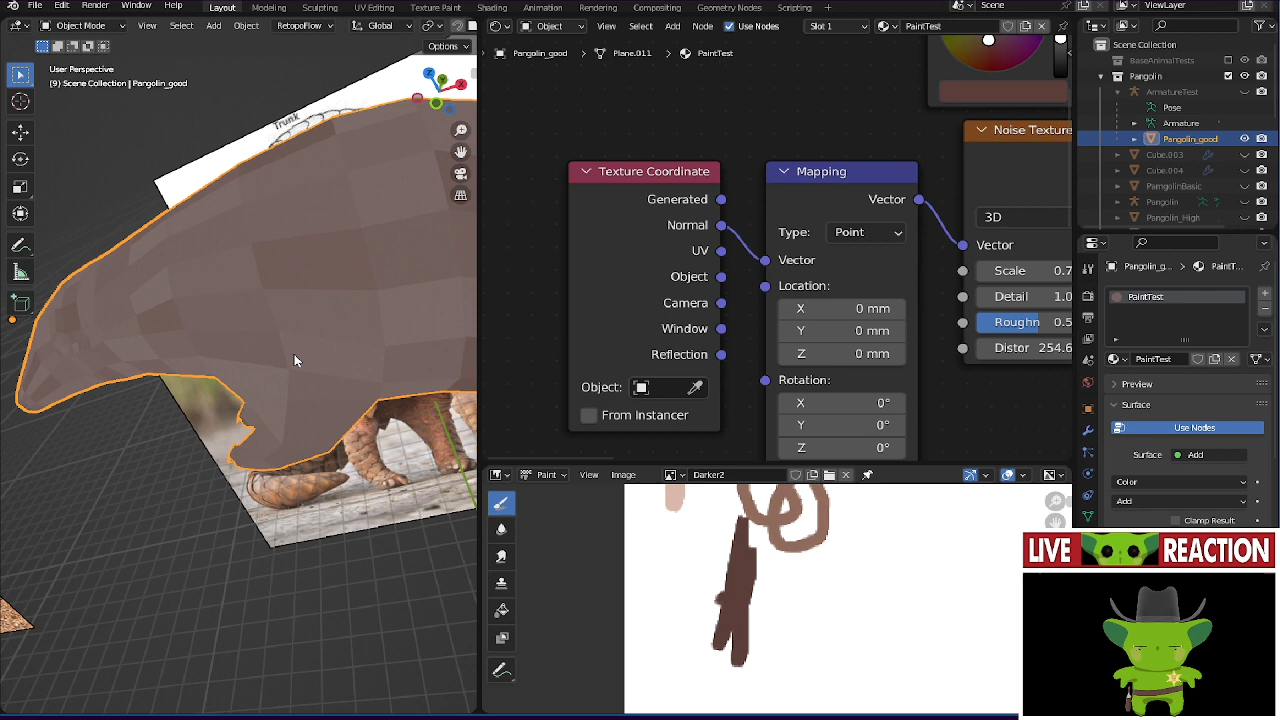 File Edit Render Window Help Layout Modeling Sculpting UV Editing Texture Paint Shading Animation Rendering Compositing Geometry Nodes Scripting + Scene ViewLayer
Object Mode View Select Add Object RetopoFlow Global Object View Select Add Node Use Nodes Slot 1 PaintTest
Options
User Perspective
(9) Scene Collection | Pangolin_good
Trunk
Z
Y
X
Pangolin_good > Plane.011 > PaintTest
Texture Coordinate
Generated
Normal
UV
Object
Camera
Window
Reflection
Object:
From Instancer
Mapping
Vector
Type: Point
Vector
Location:
X 0 mm
Y 0 mm
Z 0 mm
Rotation:
X 0°
Y 0°
Z 0°
Noise Texture
3D
Vector
Scale 0.7
Detail 1.0
Roughn 0.5
Distor 254.6
Scene Collection
BaseAnimalTests
Pangolin
ArmatureTest
Pose
Armature
Pangolin_good
Cube.003
Cube.004
PamgolinBasic
Pangolin
Pangolin_High
Pangolin_g... > PaintT...
PaintTest
PaintTest
Preview
Surface
Use Nodes
Surface Add
Color
Add
Clamp Result
Paint View Image Darker2
LIVE REACTION